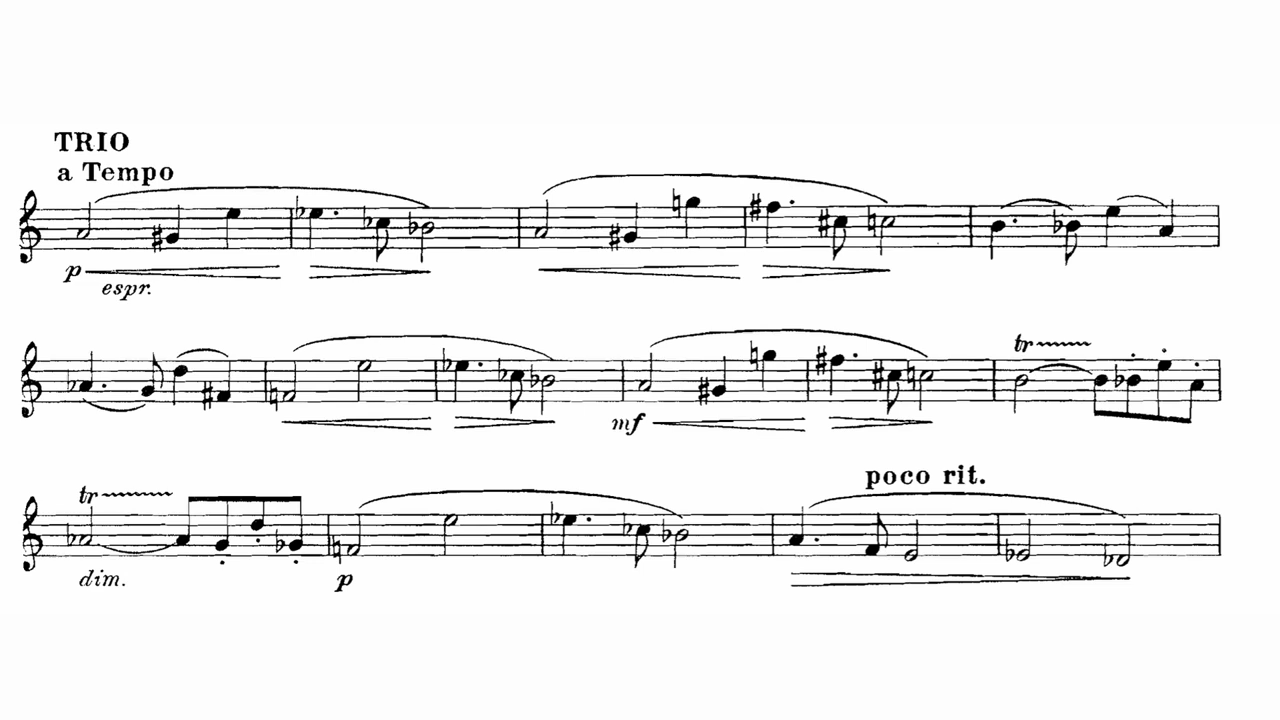 TRIO
a Tempo
p
espr.
tr
mf
poco rit.
tr
dim.
p